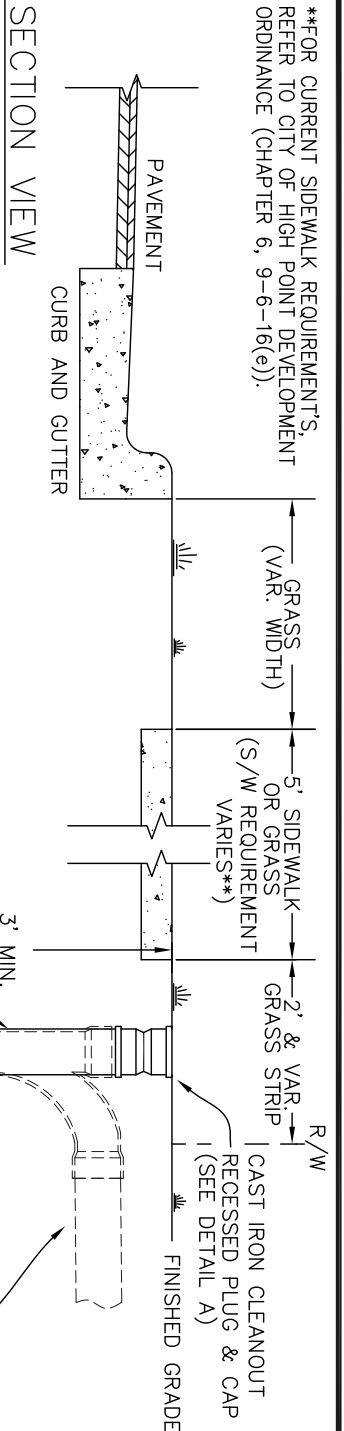 **FOR CURRENT SIDEWALK REQUIREMENT'S,
REFER TO CITY OF HIGH POINT DEVELOPMENT
ORDINANCE (CHAPTER 6, 9-6-16(e)).
GRASS
(VAR. WIDTH)
5' SIDEWALK
OR GRASS
(S/W REQUIREMENT
VARIES**)
2' & VAR.
GRASS STRIP
R/W
CAST IRON CLEANOUT
RECESSED PLUG & CAP
(SEE DETAIL A)
FINISHED GRADE
PAVEMENT
CURB AND GUTTER
3' MIN.
SECTION VIEW